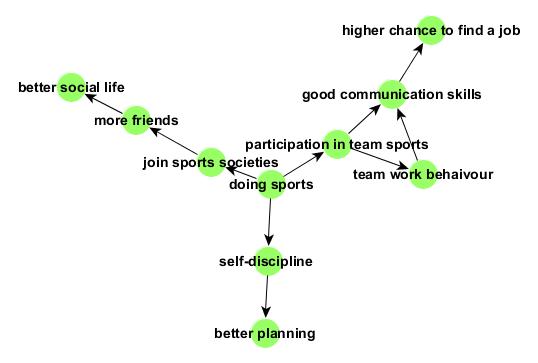 higher chance to find a job
better social life
good communication skills
more friends
participation in team sports
join sports societies
team work behaivour
doing sports
self-discipline
better planning